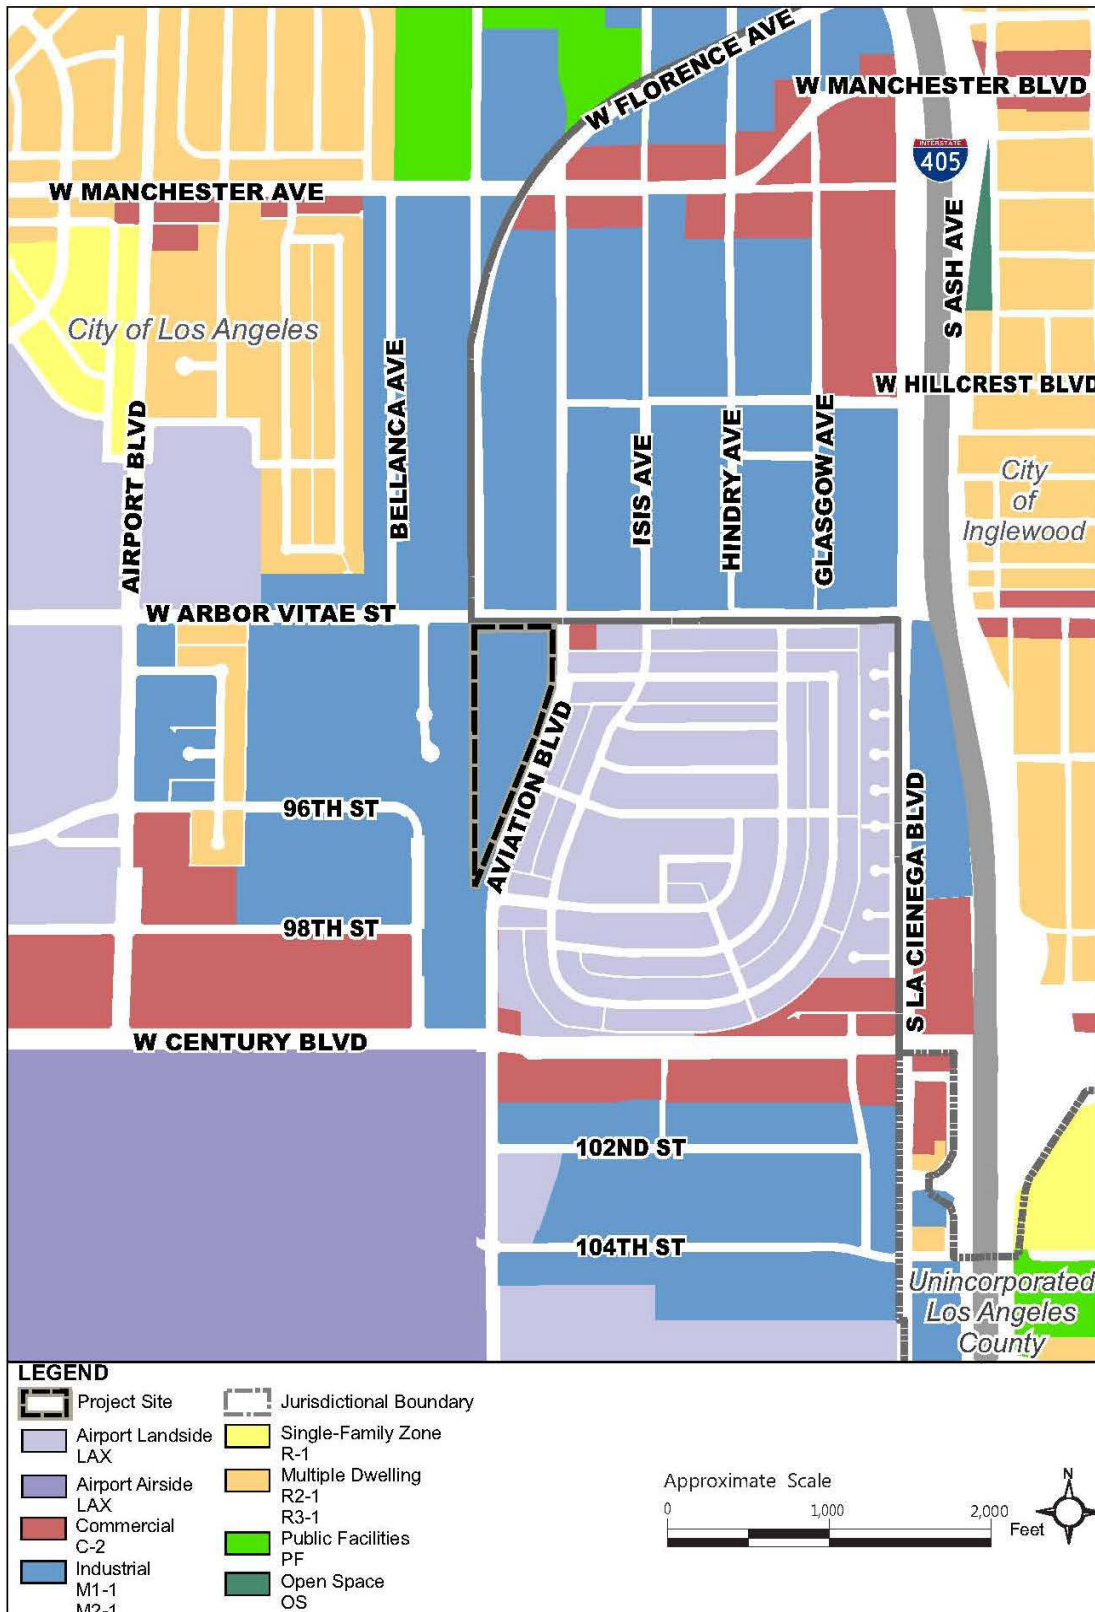 W FLORENCE AVE
W MANCHESTER BLVD
INTERSTATE
405
W MANCHESTER AVE
S ASH AVE
City of Los Angeles
BELLANCA AVE
W HILLCREST BLVD
AIRPORT BLVD
ISIS AVE
HINDRY AVE
GLASGOW AVE
City
of
Inglewood
W ARBOR VITAE ST
AVIATION BLVD
96TH ST
S LA CIENEGA BLVD
98TH ST
W CENTURY BLVD
102ND ST
104TH ST
Unincorporated
Los Angeles
County
LEGEND
Project Site
Airport Landside
LAX
Airport Airside
LAX
Commercial
C-2
Industrial
M1-1
M2-1
Jurisdictional Boundary
Single-Family Zone
R-1
Multiple Dwelling
R2-1
R3-1
Public Facilities
PF
Open Space
OS
Approximate Scale
0 1,000 2,000
Feet
N